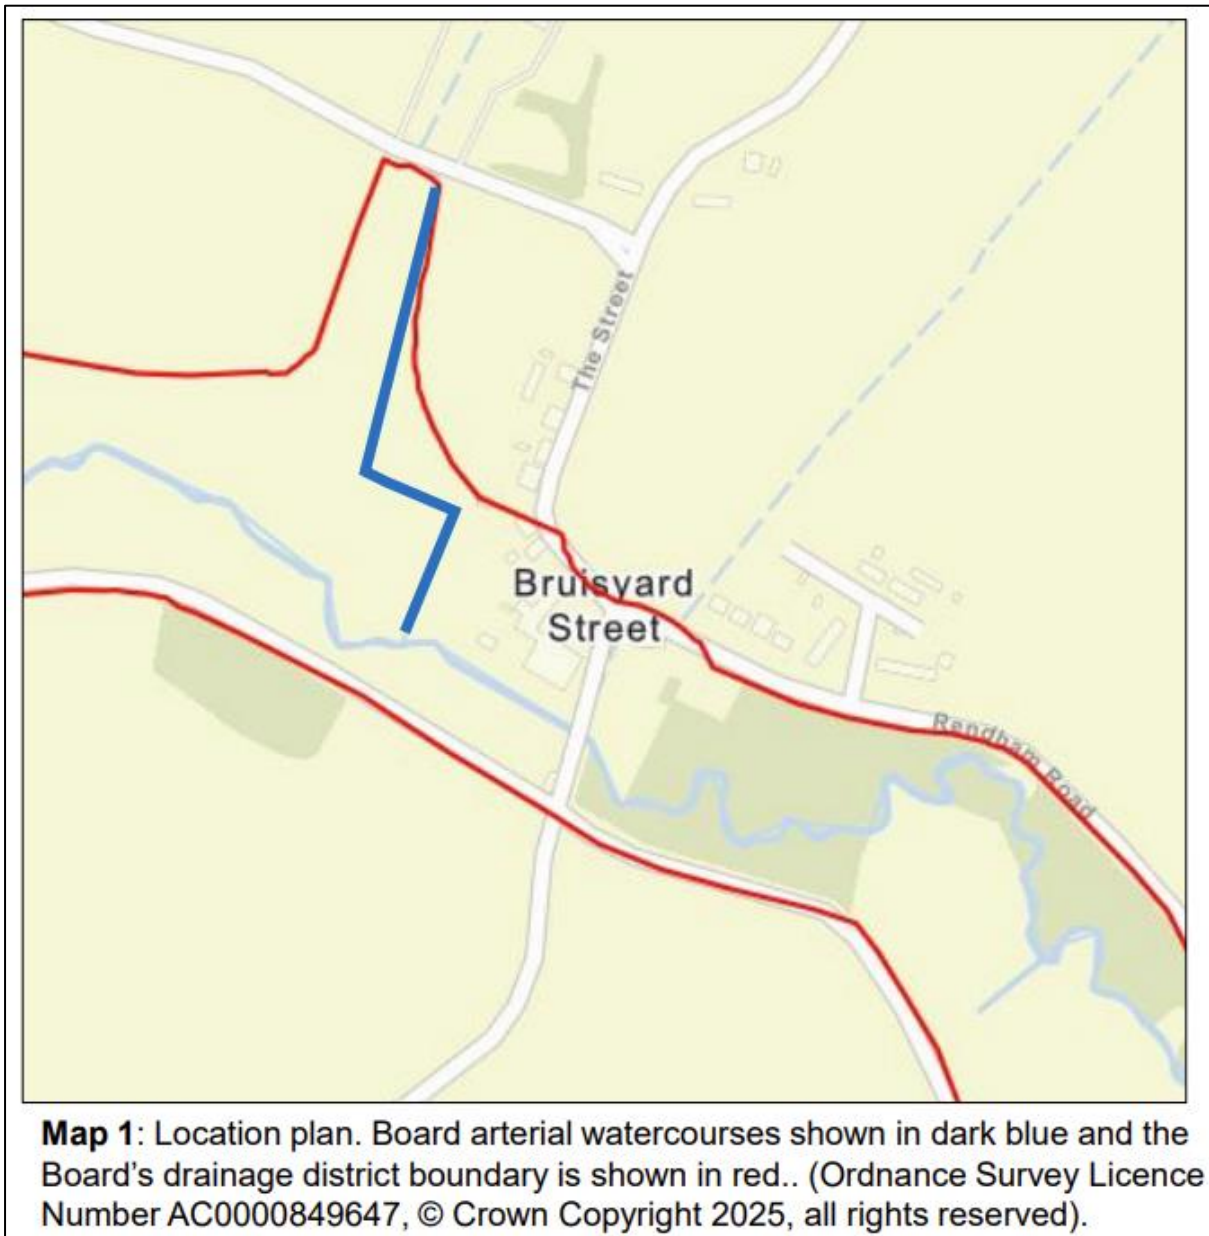 The Street
Bruisyard
Street
Rendham Road
Map 1: Location plan. Board arterial watercourses shown in dark blue and the
Board’s drainage district boundary is shown in red.. (Ordnance Survey Licence
Number AC0000849647, © Crown Copyright 2025, all rights reserved).